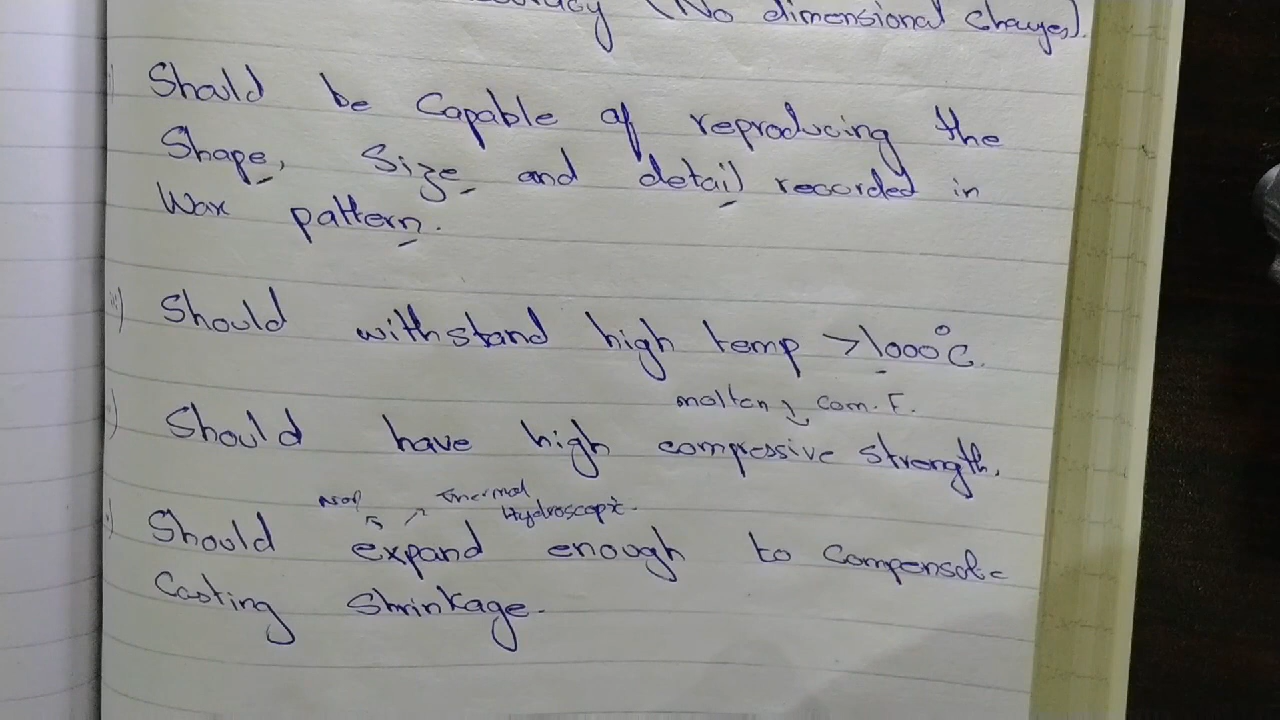 (No dimensional changes).
Should be Capable of reproducing the
Shape, Size, and detail recorded in
Wax pattern.
Should withstand high temp >1000°C.
molten Com. F.
Should have high compressive strength.
Thermal
Hydroscopic.
Should expand enough to Compensate
Casting Shrinkage.